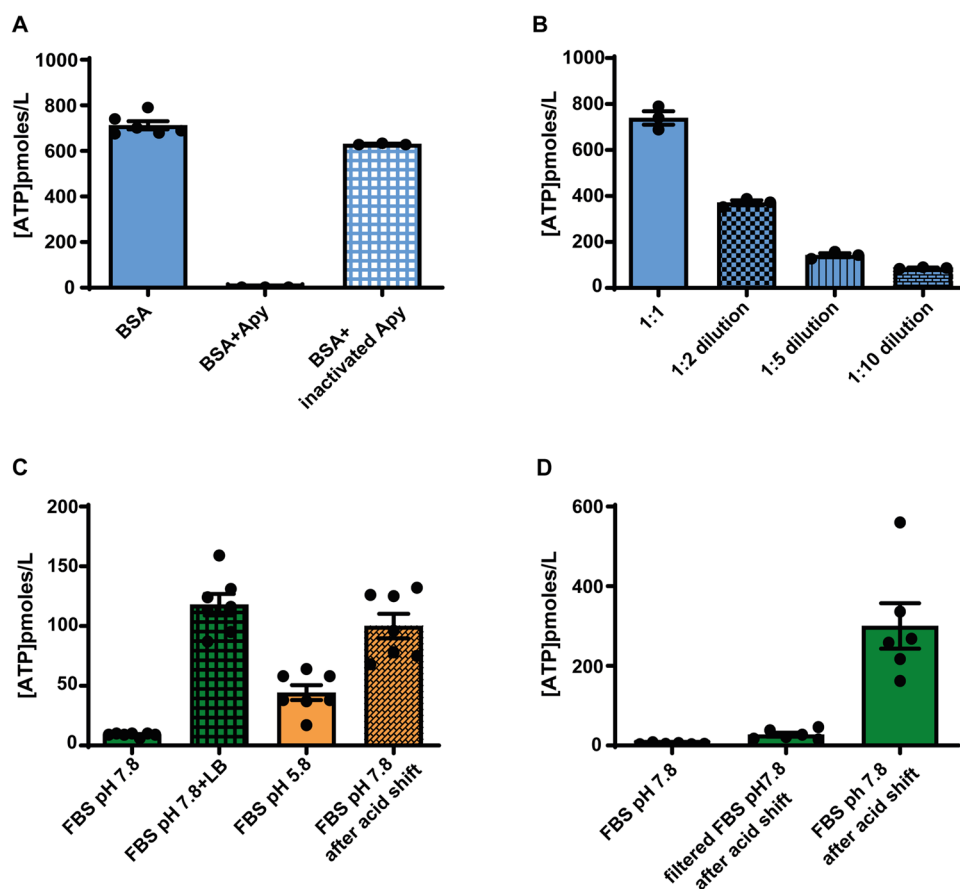 A
[ATP]pmoles/L
1000
800
600
400
200
0
BSA
BSA+Apy
BSA+
inactivated Apy
B
[ATP]pmoles/L
1000
800
600
400
200
0
1:1
1:2 dilution
1:5 dilution
1:10 dilution
C
[ATP]pmoles/L
200
150
100
50
0
FBS pH 7.8
FBS pH 7.8+LB
FBS pH 5.8
FBS pH 7.8
after acid shift
D
[ATP]pmoles/L
600
400
200
0
FBS pH 7.8
filtered FBS pH7.8
after acid shift
FBS ph 7.8
after acid shift